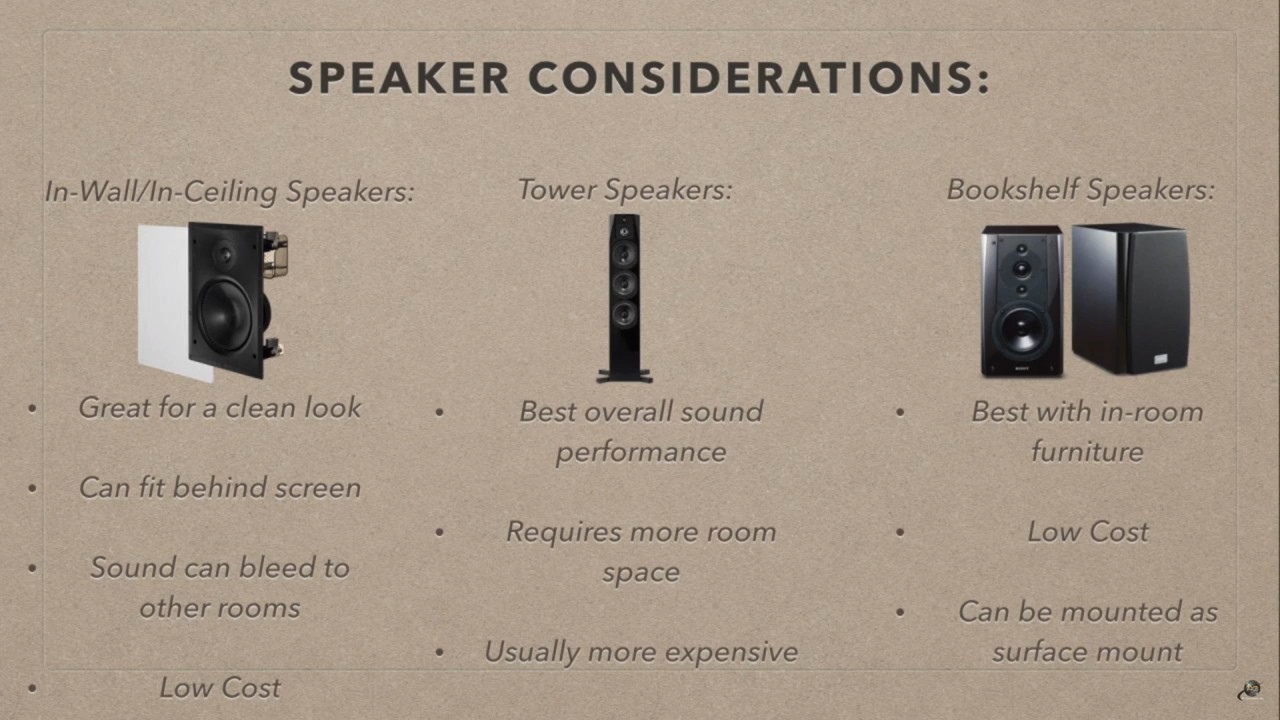 SPEAKER CONSIDERATIONS:
In-Wall/In-Ceiling Speakers:
• Great for a clean look
• Can fit behind screen
• Sound can bleed to
other rooms
• Low Cost
Tower Speakers:
• Best overall sound
performance
• Requires more room
space
• Usually more expensive
Bookshelf Speakers:
SONY
• Best with in-room
furniture
• Low Cost
• Can be mounted as
surface mount